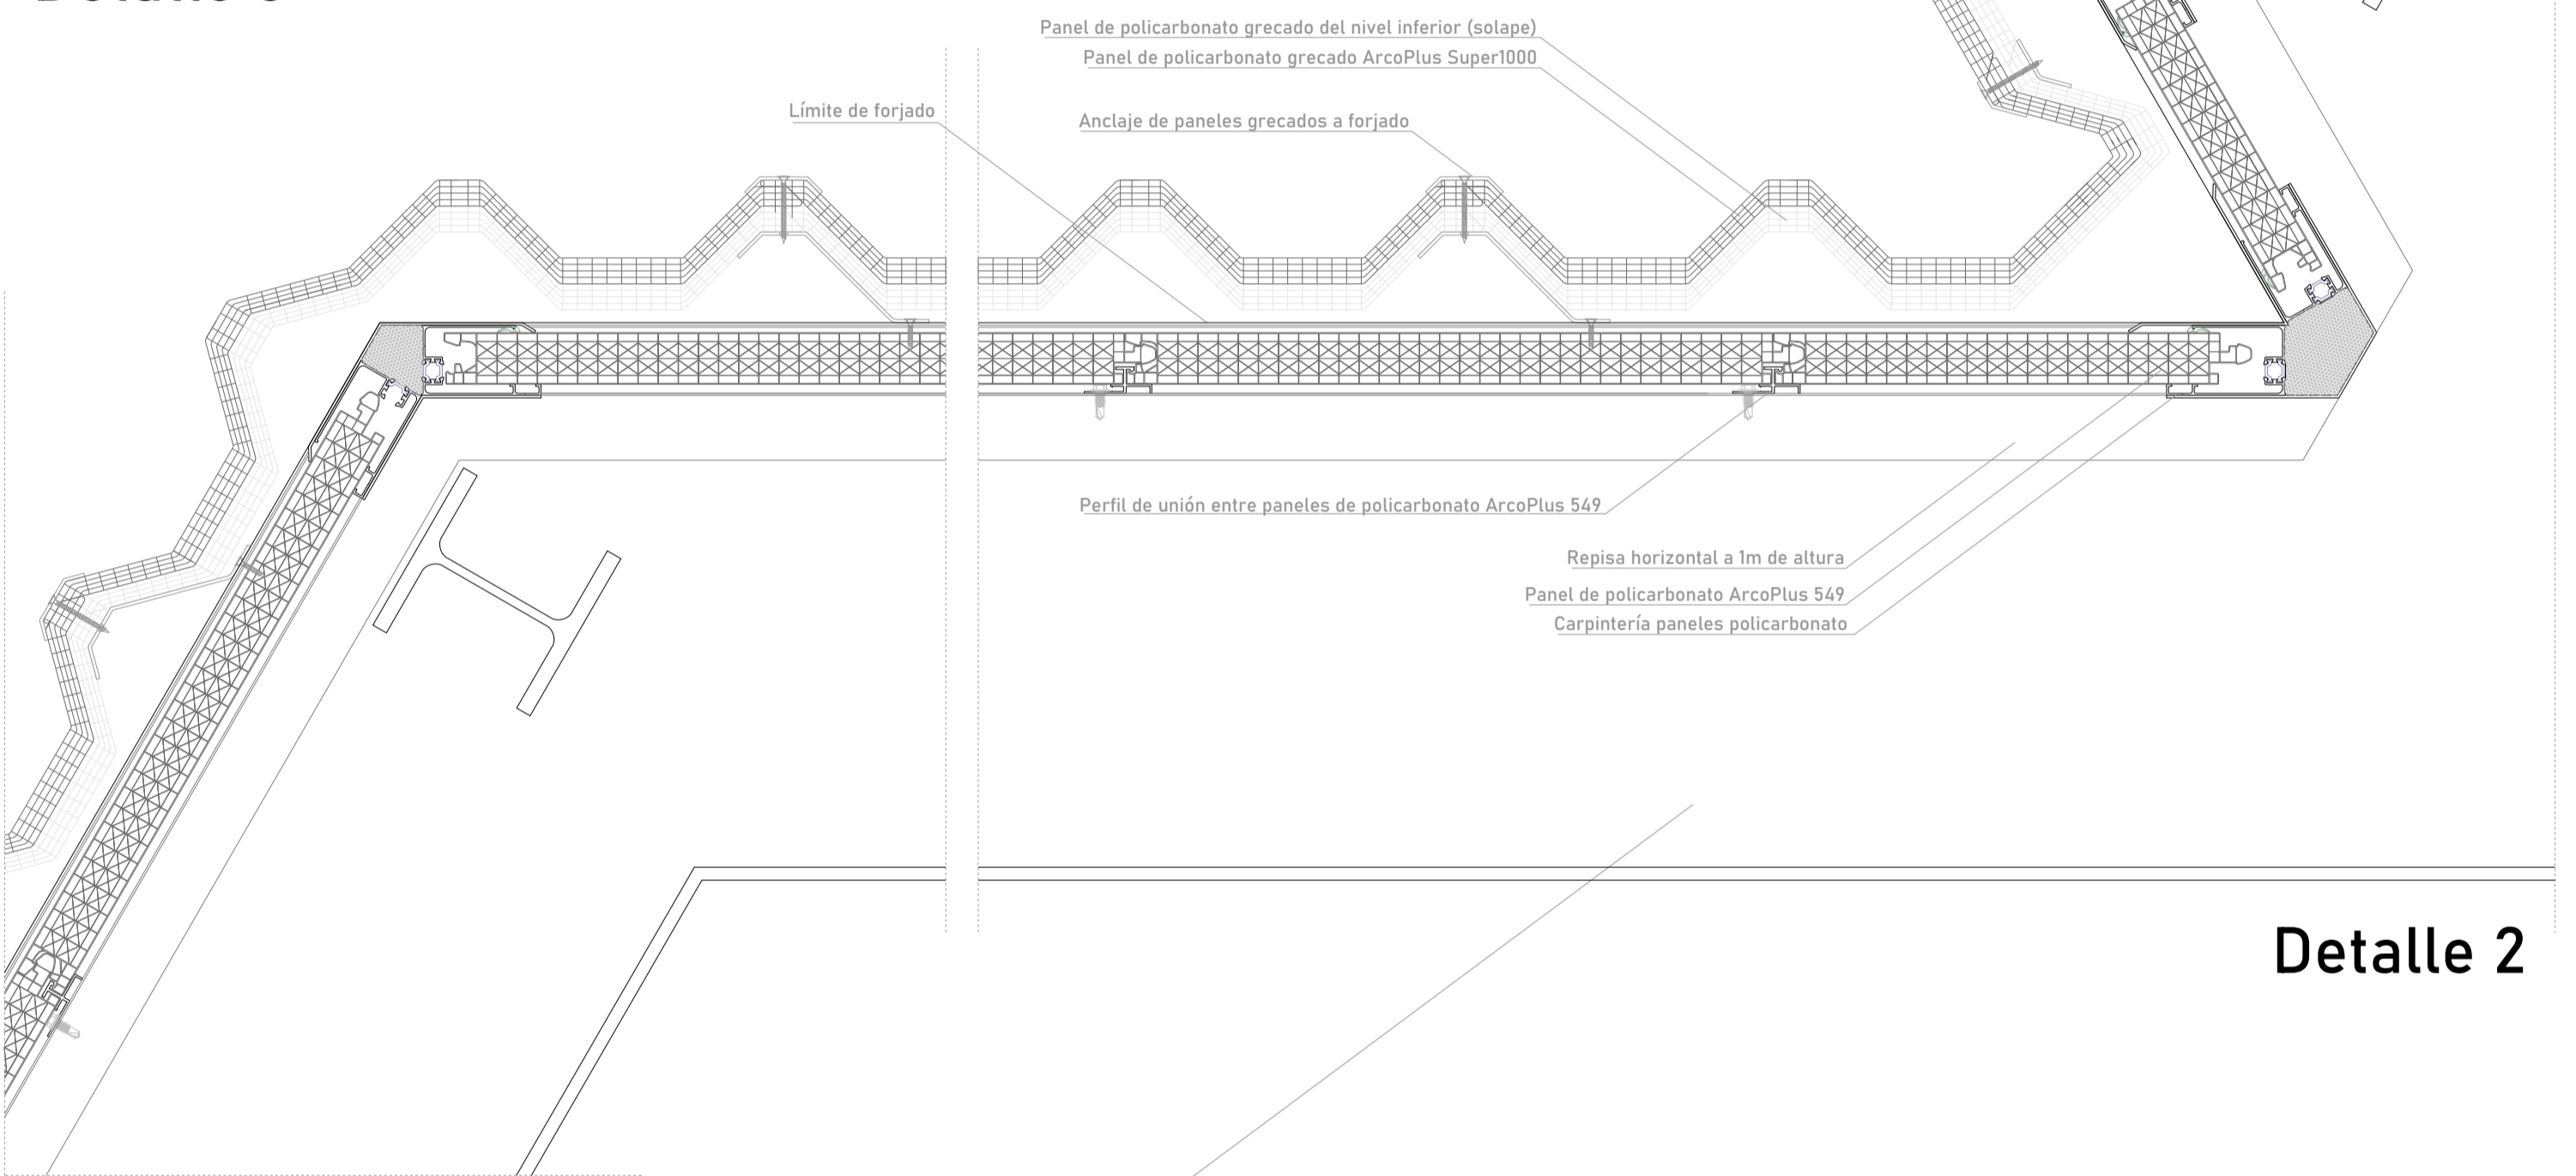 Panel de policarbonato grecado del nivel inferior (solape)
Panel de policarbonato grecado ArcoPlus Super1000
Límite de forjado
Anclaje de paneles grecados a forjado
Perfil de unión entre paneles de policarbonato ArcoPlus 549
Repisa horizontal a 1m de altura
Panel de policarbonato ArcoPlus 549
Carpintería paneles policarbonato
Detalle 2